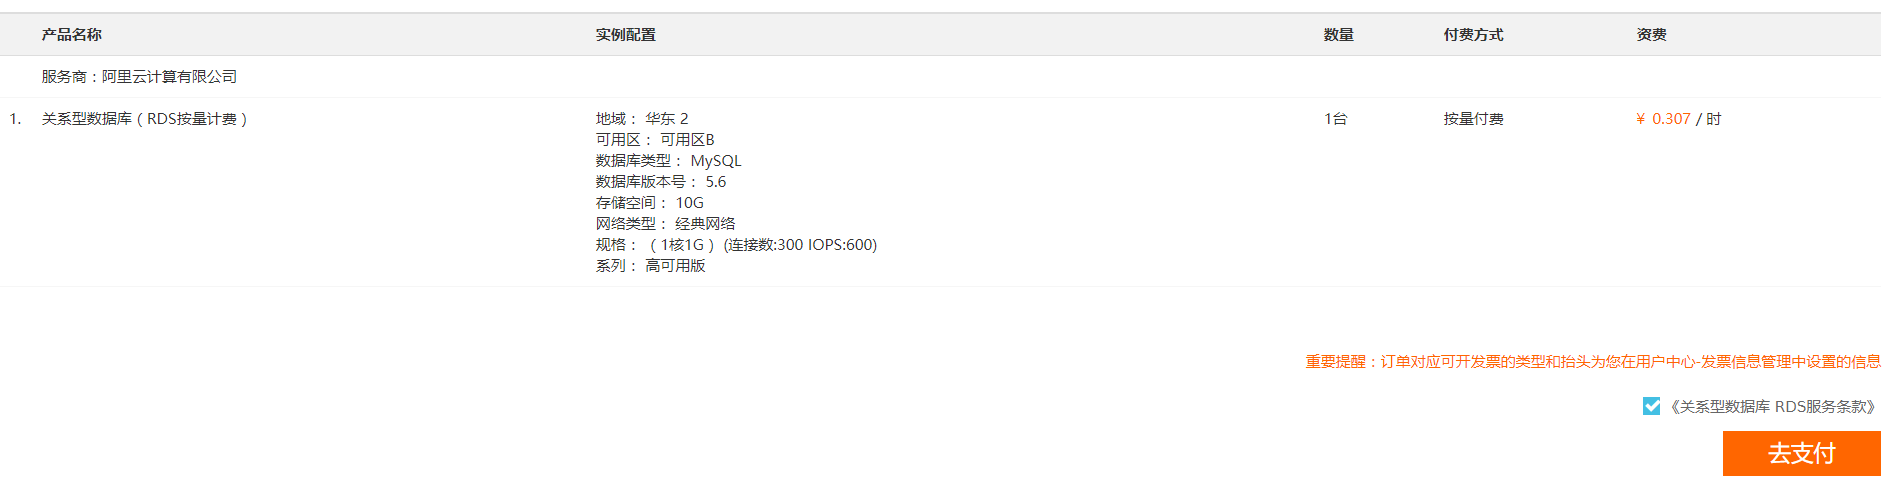 产品名称 实例配置 数量 付费方式 资费
服务商：阿里云计算有限公司
1. 关系型数据库（RDS按量计费） 地域： 华东 2 1台 按量付费 ¥ 0.307 / 时
可用区： 可用区B
数据库类型： MySQL
数据库版本号： 5.6
存储空间： 10G
网络类型： 经典网络
规格： （1核1G）(连接数:300 IOPS:600)
系列： 高可用版
重要提醒：订单对应可开发票的类型和抬头为您在用户中心-发票信息管理中设置的信息
《关系型数据库 RDS服务条款》
去支付